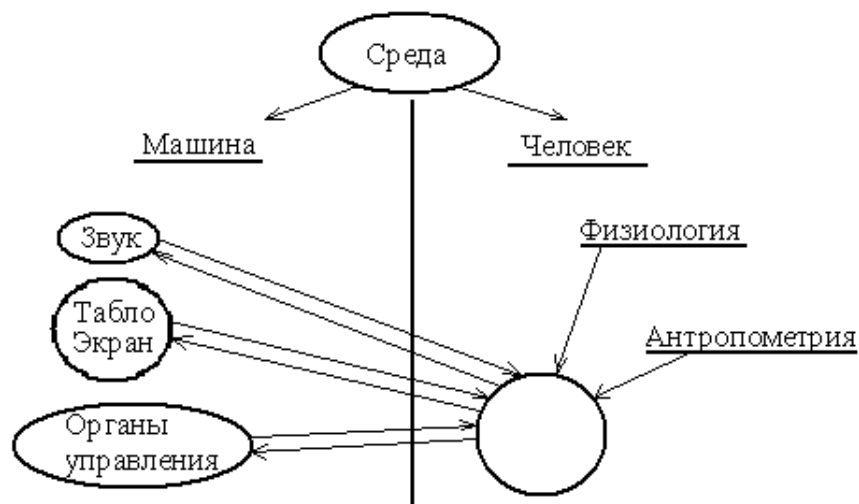 Среда
Машина
Человек
Звук
Физиология
Табло
Экран
Антропометрия
Органы
управления